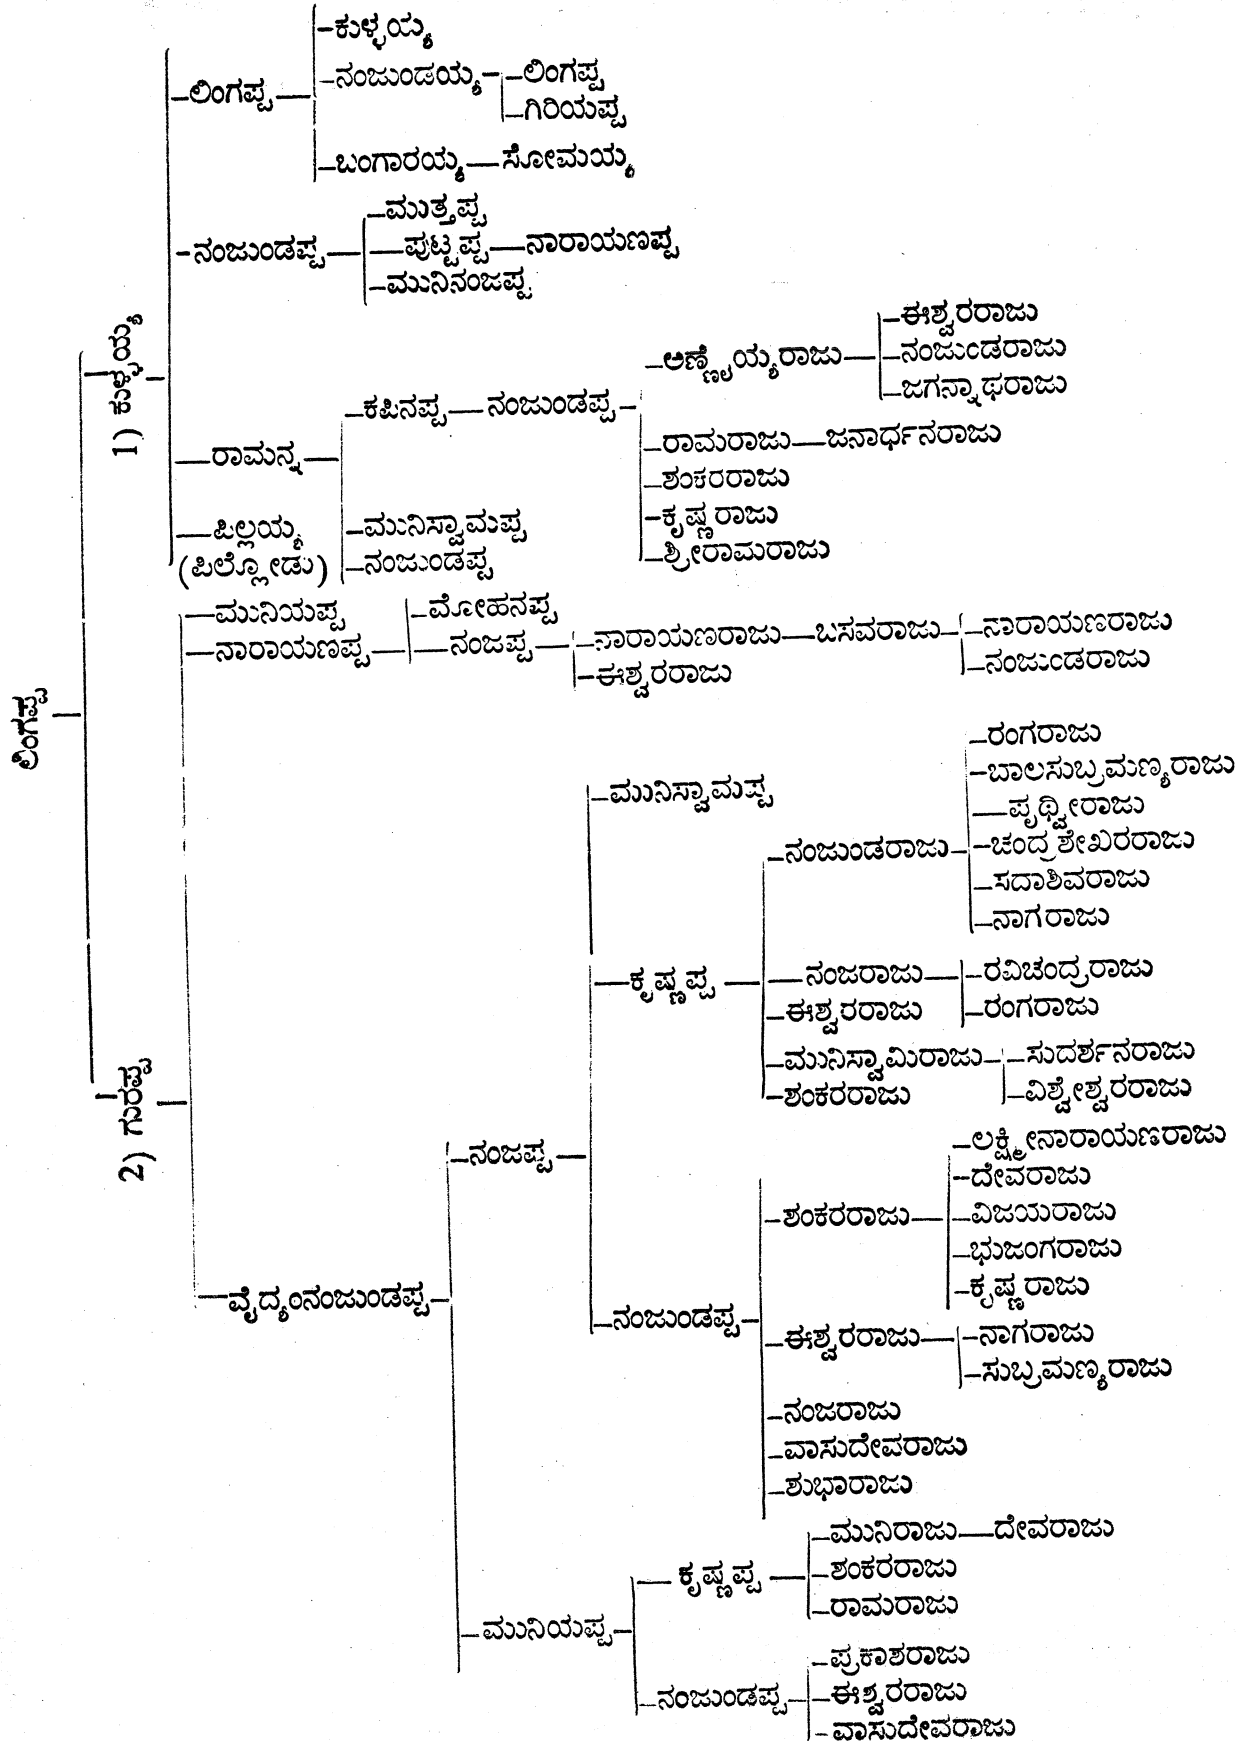 ಕುಳ್ಳಯ್ಯ
ಲಿಂಗಪ್ಪ
ನಂಜುಂಡಯ್ಯ
ಲಿಂಗಪ್ಪ
ಗಿರಿಯಪ್ಪ
ಬಂಗಾರಯ್ಯ
ಸೋಮಯ್ಯ
ನಂಜುಂಡಪ್ಪ
ಮುತ್ತಪ್ಪ
ಪುಟ್ಟಪ್ಪ
ನಾರಾಯಣಪ್ಪ
ಮುನಿನಂಜಪ್ಪ
1) ಕುಳ್ಳಯ್ಯ
ರಾಮನ್ನ
ಕಪಿನಪ್ಪ
ನಂಜುಂಡಪ್ಪ
ಅಣ್ಣೈಯ್ಯರಾಜು
ಈಶ್ವರರಾಜು
ನಂಜುಂಡರಾಜು
ಜಗನ್ನಾಥರಾಜು
ರಾಮರಾಜು
ಜನಾರ್ಧನರಾಜು
ಶಂಕರರಾಜು
ಕೃಷ್ಣರಾಜು
ಶ್ರೀರಾಮರಾಜು
ಮುನಿಸ್ವಾಮಪ್ಪ
ನಂಜುಂಡಪ್ಪ
ಪಿಲ್ಲಯ್ಯ
(ಪಿಲ್ಲೋಡು)
ಲಿಂಗಪ್ಪ
ಮುನಿಯಪ್ಪ
ನಾರಾಯಣಪ್ಪ
ಮೋಹನಪ್ಪ
ನಂಜಪ್ಪ
ನಾರಾಯಣರಾಜು
ಬಸವರಾಜು
ನಾರಾಯಣರಾಜು
ನಂಜುಂಡರಾಜು
ಈಶ್ವರರಾಜು
2) ಗುರಪ್ಪ
ವೈದ್ಯಂನಂಜುಂಡಪ್ಪ
ನಂಜಪ್ಪ
ಮುನಿಸ್ವಾಮಪ್ಪ
ಕೃಷ್ಣಪ್ಪ
ನಂಜುಂಡರಾಜು
ರಂಗರಾಜು
ಬಾಲಸುಬ್ರಮಣ್ಯರಾಜು
ಪೃಥ್ವೀರಾಜು
ಚಂದ್ರಶೇಖರರಾಜು
ಸದಾಶಿವರಾಜು
ನಾಗರಾಜು
ನಂಜರಾಜು
ರವಿಚಂದ್ರರಾಜು
ರಂಗರಾಜು
ಈಶ್ವರರಾಜು
ಮುನಿಸ್ವಾಮಿರಾಜು
ಸುದರ್ಶನರಾಜು
ವಿಶ್ವೇಶ್ವರರಾಜು
ಶಂಕರರಾಜು
ನಂಜುಂಡಪ್ಪ
ಶಂಕರರಾಜು
ಲಕ್ಷ್ಮೀನಾರಾಯಣರಾಜು
ದೇವರಾಜು
ವಿಜಯರಾಜು
ಭುಜಂಗರಾಜು
ಕೃಷ್ಣರಾಜು
ಈಶ್ವರರಾಜು
ನಾಗರಾಜು
ಸುಬ್ರಮಣ್ಯರಾಜು
ನಂಜರಾಜು
ವಾಸುದೇವರಾಜು
ಶುಭಾರಾಜು
ಮುನಿಯಪ್ಪ
ಕೃಷ್ಣಪ್ಪ
ಮುನಿರಾಜು
ದೇವರಾಜು
ಶಂಕರರಾಜು
ರಾಮರಾಜು
ನಂಜುಂಡಪ್ಪ
ಪ್ರಕಾಶರಾಜು
ಈಶ್ವರರಾಜು
ವಾಸುದೇವರಾಜು